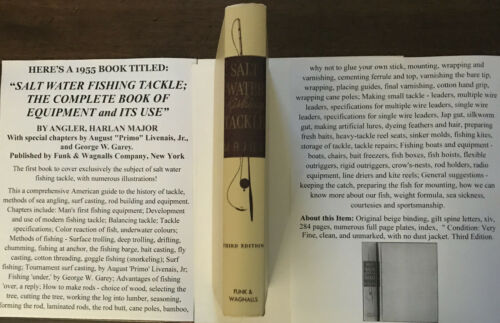 HERE'S A 1955 BOOK TITLED:
"SALT WATER FISHING TACKLE;
THE COMPLETE BOOK OF
EQUIPMENT and ITS USE"
BY ANGLER, HARLAN MAJOR
With special chapters by August "Primo" Livenais, Jr.,
and George W. Garey.
Published by Funk & Wagnalls Company, New York
The first book to cover exclusively the subject of salt water
fishing tackle, with numerous illustrations!
This a comprehensive American guide to the history of tackle,
methods of sea angling, surf casting, rod building and equipment.
Chapters include: Man's first fishing equipment; Development
and use of modern fishing tackle; Balancing tackle; Tackle
specifications; Color reaction of fish, underwater colours;
Methods of fishing - Surface trolling, deep trolling, drifting,
chumming, fishing at anchor, the fishing barge, bait casting, fly
casting, cotton threading, goggle fishing (snorkeling); Surf
fishing; Tournament surf casting, by August 'Primo' Livenais, Jr;
Fishing 'under,' by George W. Garey; Advantages of fishing
'over, a reply; How to make rods - choice of wood, selecting the
tree, cutting the tree, working the log into lumber, seasoning,
forming the rod, laminated rods, the rod butt, cane poles, bamboo,
SALT
WATER
Fishing
TACKLE
MAJOR
THIRD EDITION
FUNK &
WAGNALLS
why not to glue your own stick, mounting, wrapping and
varnishing, cementing ferrule and top, varnishing the bare tip,
wrapping, placing guides, final varnishing, cotton hand grip,
wrapping cane poles; Making small tackle - leaders, multiple wire
leaders, specifications for multiple wire leaders, single wire
leaders, specifications for single wire leaders, Jap gut, silkworm
gut, making artificial lures, dyeing feathers and hair, preparing
fresh baits, heavy-tackle reel seats, sinker molds, fishing kites,
storage of tackle, tackle repairs; Fishing boats and equipment -
boats, chairs, bait freezers, fish boxes, fish hoists, flexible
outriggers, rigid outriggers, crow's-nests, rod holders, radio
equipment, line driers and kite reels; General suggestions -
keeping the catch, preparing the fish for mounting, how we can
know more about our fish, weight formula, sea sickness,
courtesies and sportsmanship.
About this Item: Original beige binding, gilt spine letters, xiv,
284 pages, numerous full page plates, index, " Condition: Very
Fine, clean, and unmarked, with no dust jacket. Third Edition.